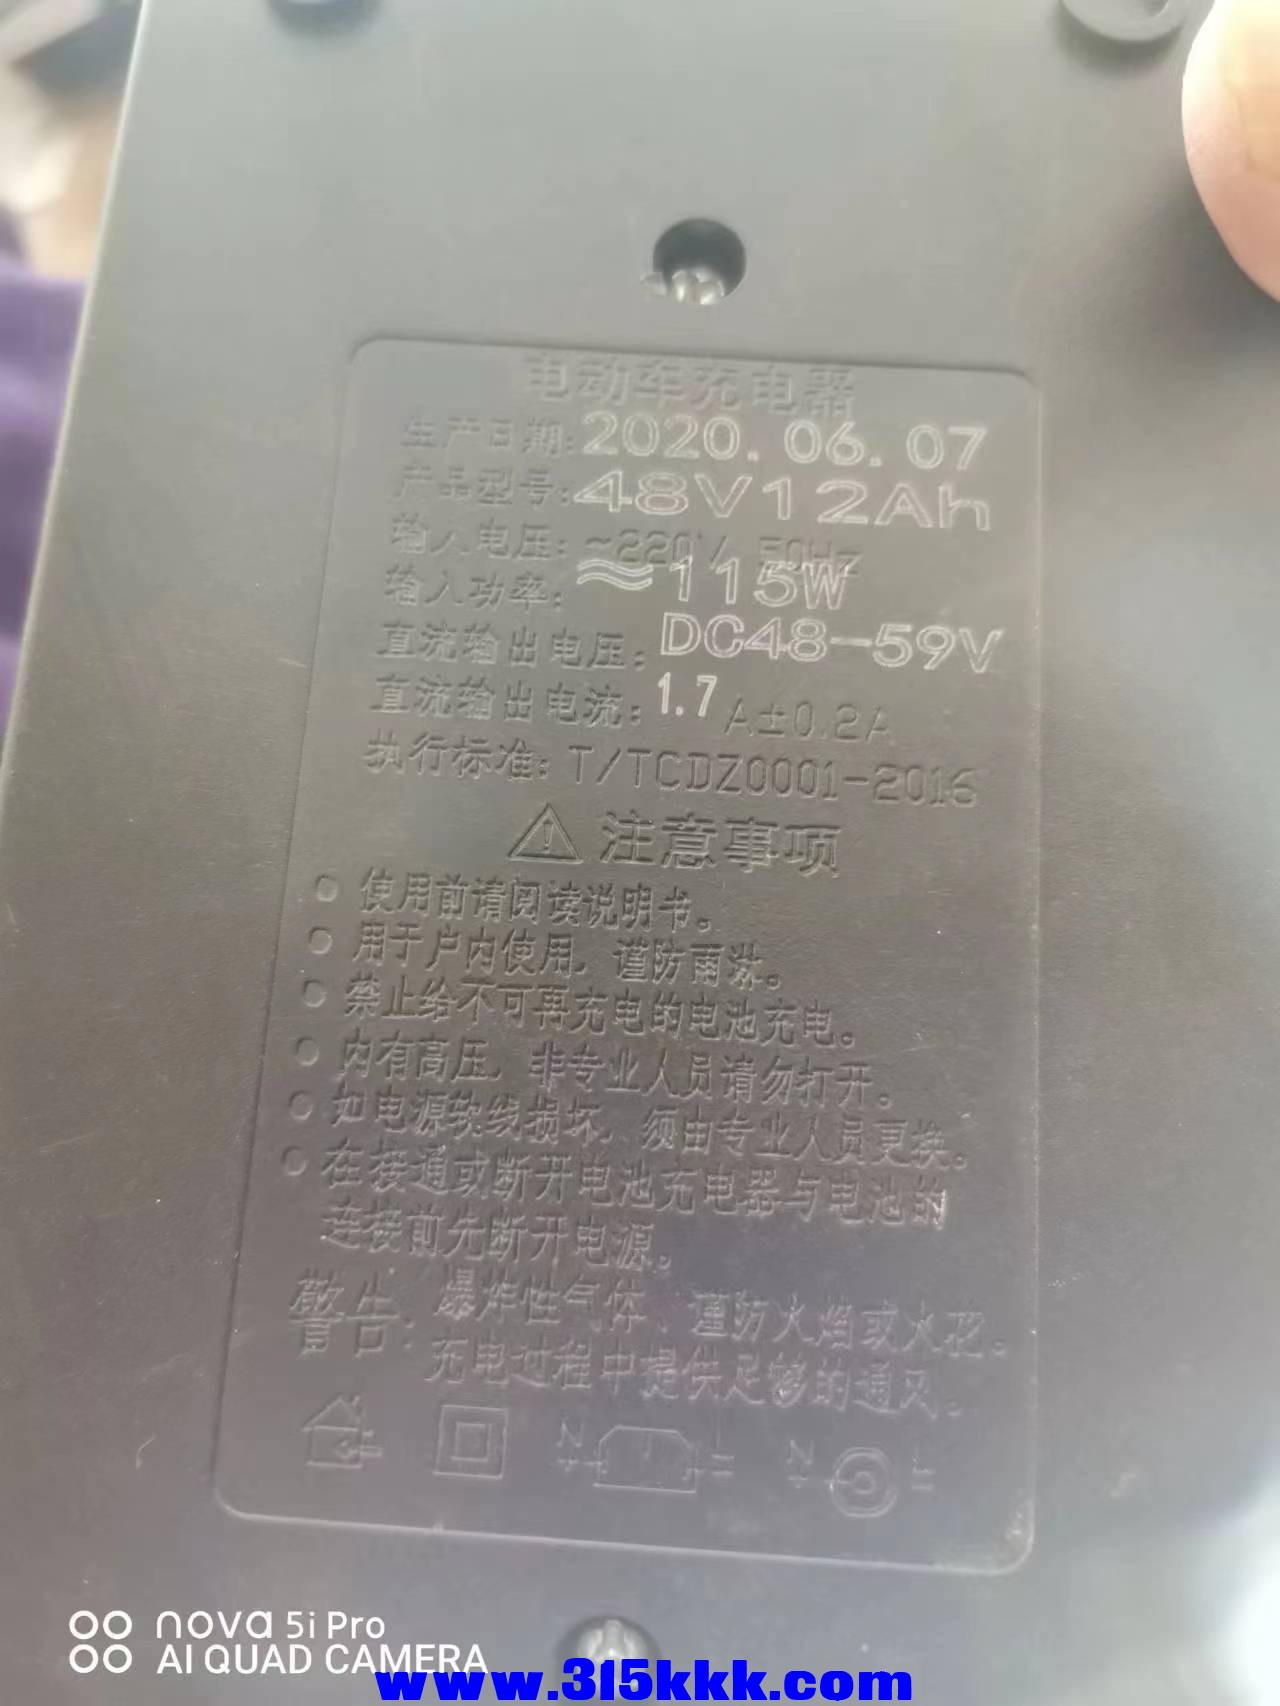 电动车充电器
生产日期:2020.06.07
产品型号:48V12Ah
输入电压:~220V 50Hz
输入功率:≈115W
直流输出电压:DC48-59V
直流输出电流:1.7A±0.2A
执行标准:T/TCDZ0001-2016
注意事项
使用前请阅读说明书。
用于户内使用，谨防雨淋。
禁止给不可再充电的电池充电。
内有高压，非专业人员请勿打开。
如电源软线损坏，须由专业人员更换。
在接通或断开电池充电器与电池的
连接前先断开电源。
警告:爆炸性气体、谨防火焰或火花。
充电过程中提供足够的通风。
nova 5i Pro
AI QUAD CAMERA
www.315kkk.com